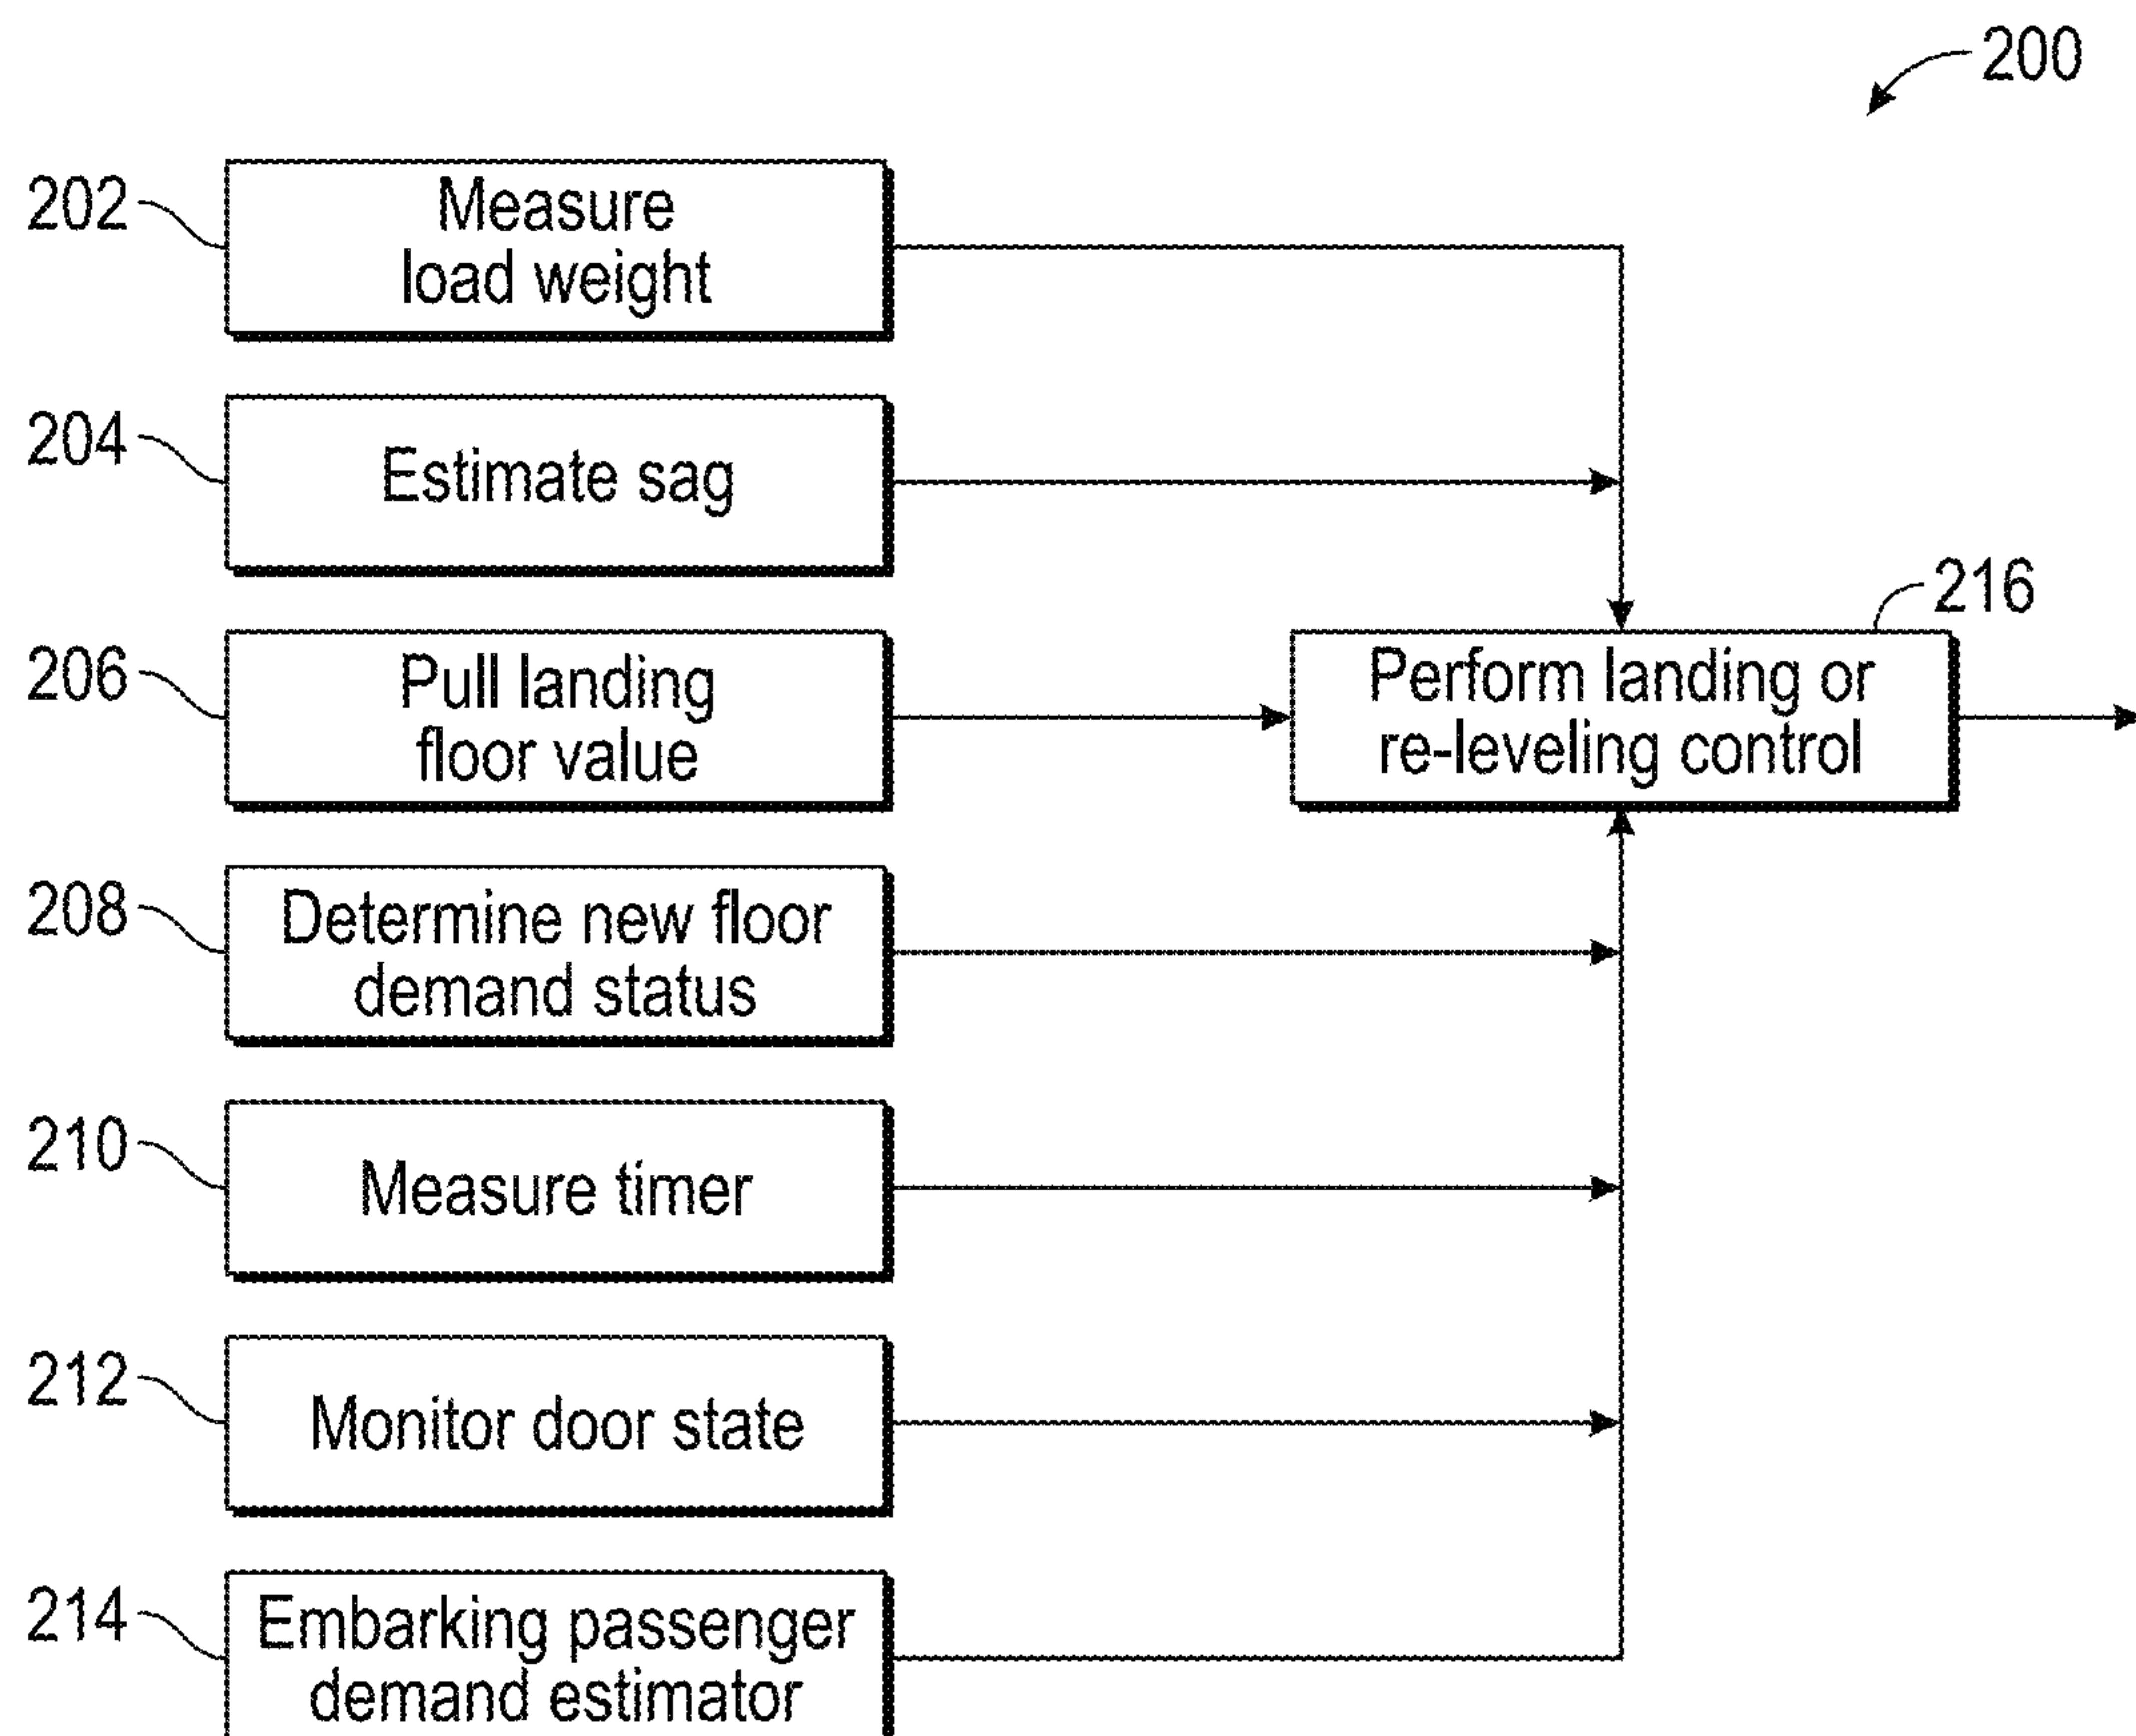 200
202
Measure
load weight
204
Estimate sag
216
206
Pull landing
floor value
Perform landing or
re-leveling control
208
Determine new floor
demand status
210
Measure timer
212
Monitor door state
214
Embarking passenger
demand estimator